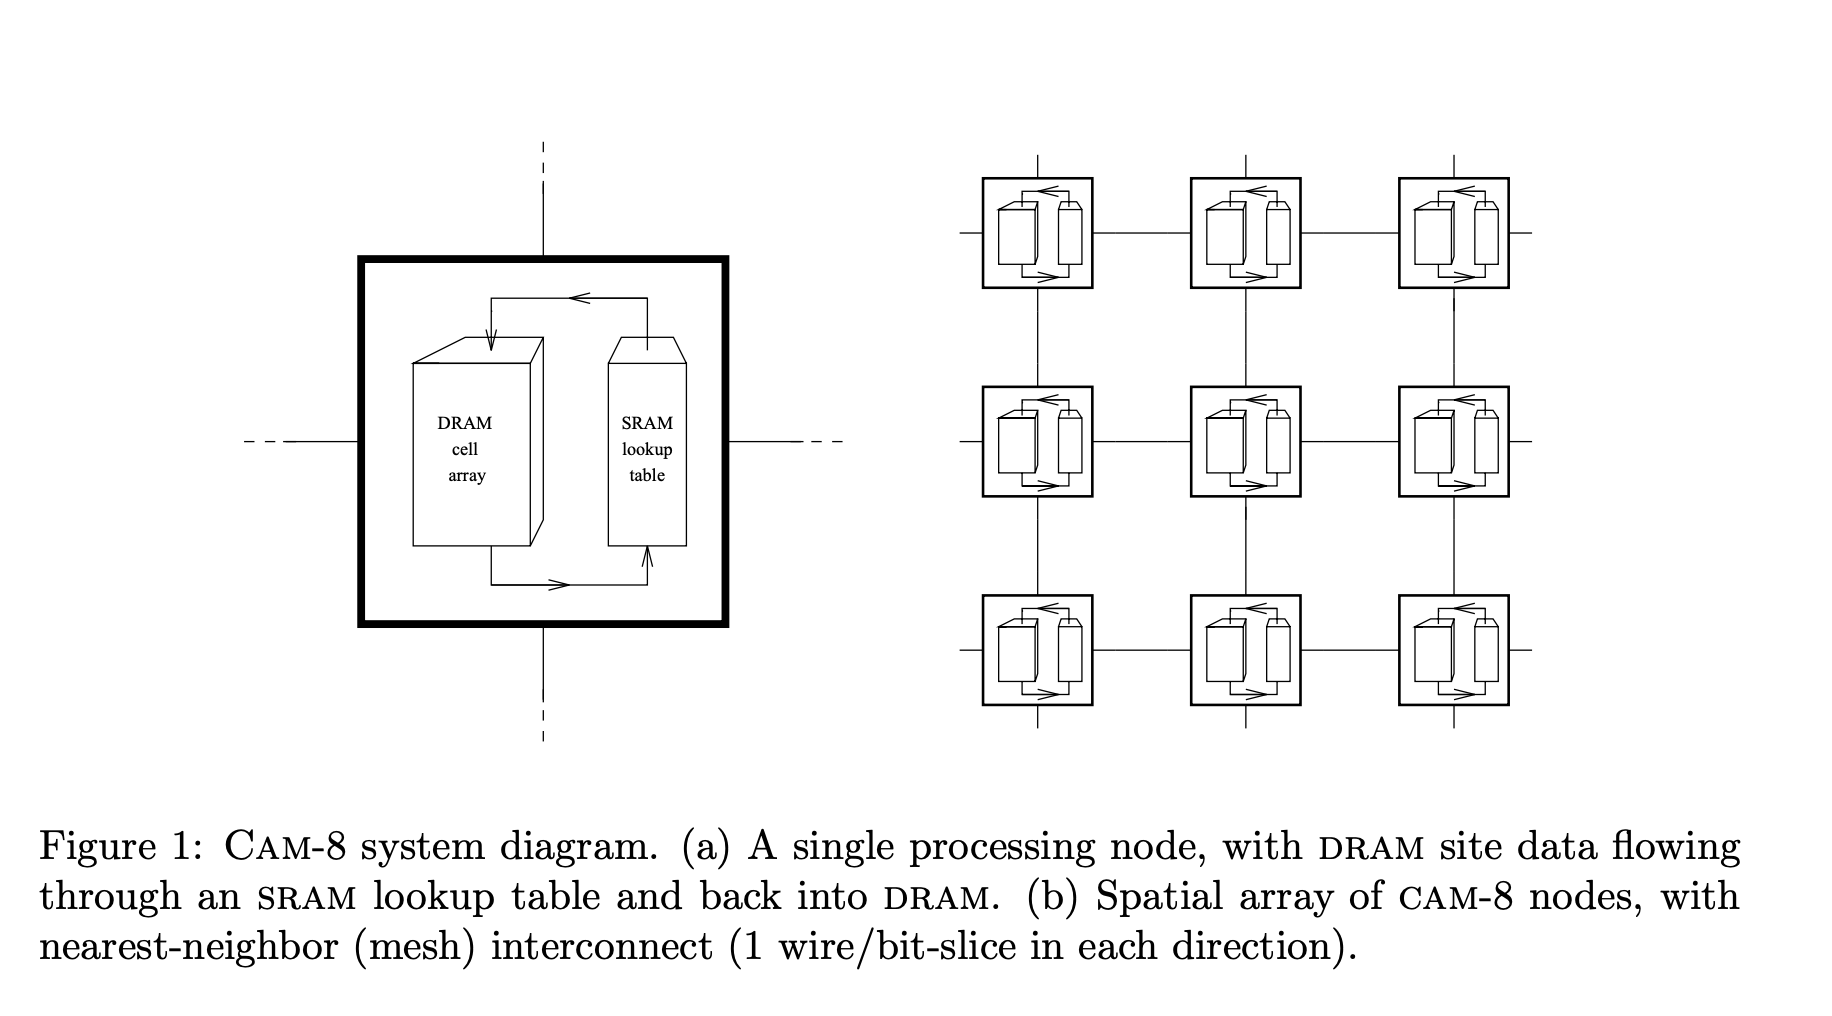 DRAM
cell
array
SRAM
lookup
table
Figure 1: CAM-8 system diagram. (a) A single processing node, with DRAM site data flowing
through an SRAM lookup table and back into DRAM. (b) Spatial array of CAM-8 nodes, with
nearest-neighbor (mesh) interconnect (1 wire/bit-slice in each direction).